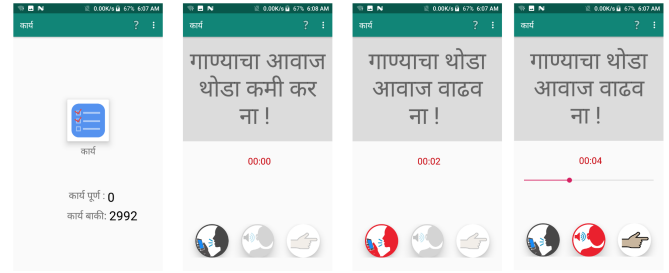 0.00K/s 67% 6:07 AM
कार्य ?
कार्य
कार्य पूर्ण : 0
कार्य बाकी: 2992
0.00K/s 67% 6:08 AM
कार्य ?
गाण्याचा आवाज
थोडा कमी कर
ना !
00:00
0.00K/s 67% 6:07 AM
कार्य ?
गाण्याचा थोडा
आवाज वाढव
ना !
00:02
0.00K/s 67% 6:07 AM
कार्य ?
गाण्याचा थोडा
आवाज वाढव
ना !
00:04